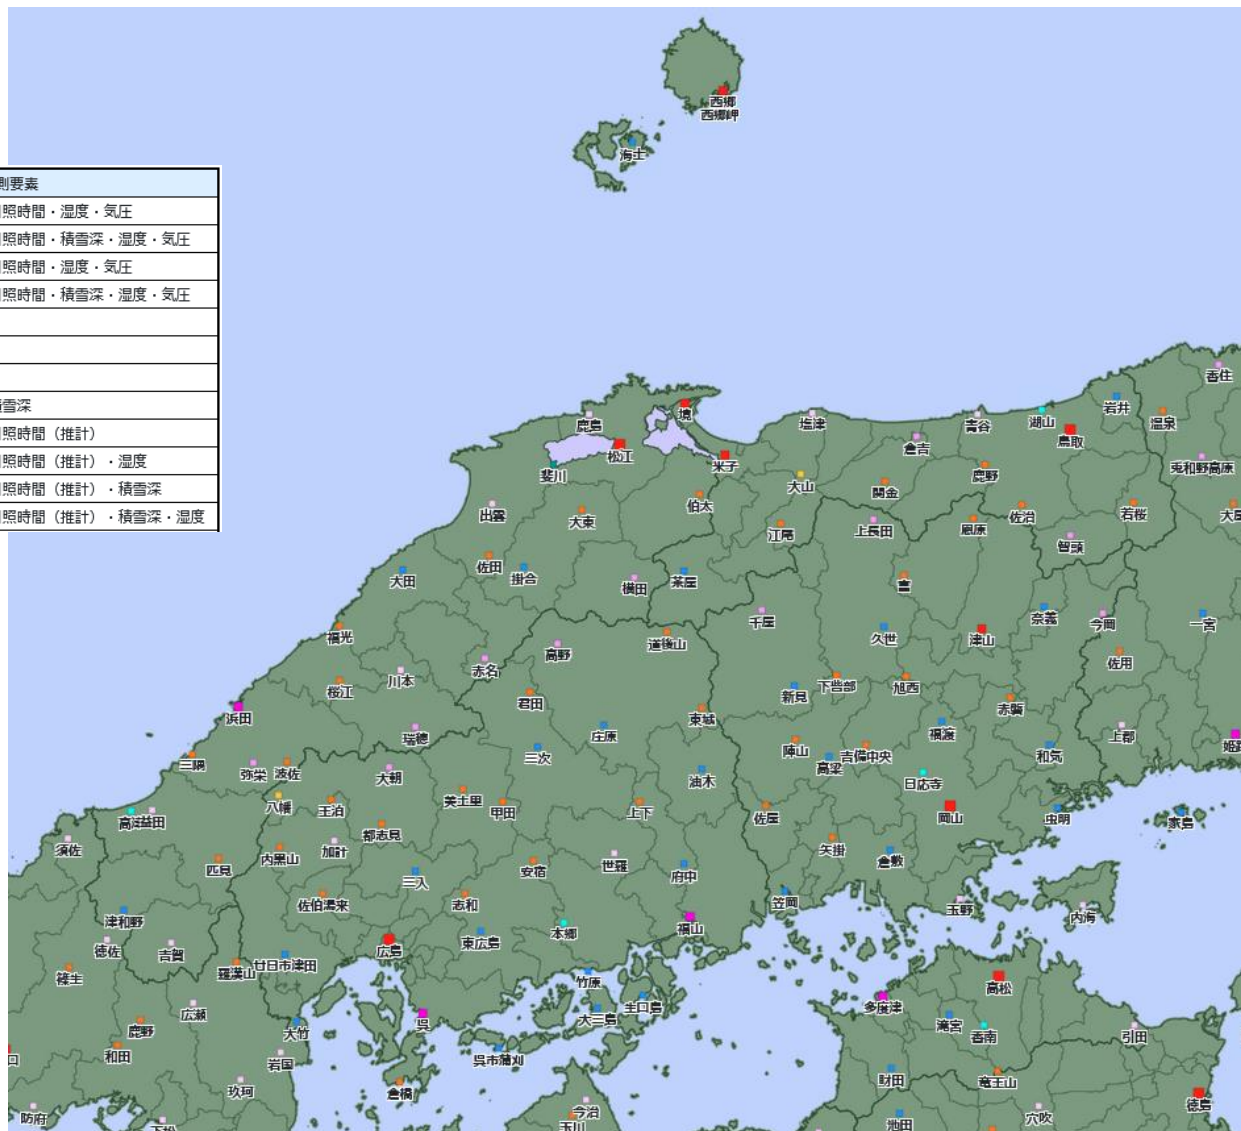 西郷
西郷岬
海士
測要素
照時間・湿度・気圧
照時間・積雪深・湿度・気圧
照時間・湿度・気圧
照時間・積雪深・湿度・気圧
積雪深
照時間（推計）
照時間（推計）・湿度
照時間（推計）・積雪深
照時間（推計）・積雪深・湿度
香住
岩井
境
鹿島
塩津
青谷
湖山
温泉
鳥取
倉吉
松江
米子
兎和野高原
斐川
大山
鹿野
関金
伯太
出雲
大東
佐治
若桜
大屋
江尾
上長田
恩原
智頭
佐田
掛合
大田
横田
茶屋
富
千屋
奈義
今岡
一宮
福光
久世
津山
道後山
高野
赤名
佐用
川本
桜江
新見
下呰部
旭西
君田
赤磐
浜田
東城
福渡
上郡
瑞穂
庄原
三次
陣山
高梁
吉備中央
和気
姫路
三隅
弥栄
波佐
大朝
油木
日応寺
八幡
王泊
美土里
甲田
上下
佐屋
岡山
虫明
家島
高津
益田
都志見
須佐
内黒山
加計
矢掛
倉敷
匹見
三入
安宿
世羅
府中
佐伯湯来
志和
笠岡
玉野
内海
津和野
徳佐
吉賀
広島
東広島
本郷
福山
篠生
羅漢山
廿日市津田
竹原
高松
広瀬
大三島
生口島
多度津
鹿野
大竹
呉
滝宮
香南
引田
口
和田
岩国
呉市蒲刈
財田
竜王山
玖珂
倉橋
徳島
防府
下松
今治
玉川
池田
穴吹